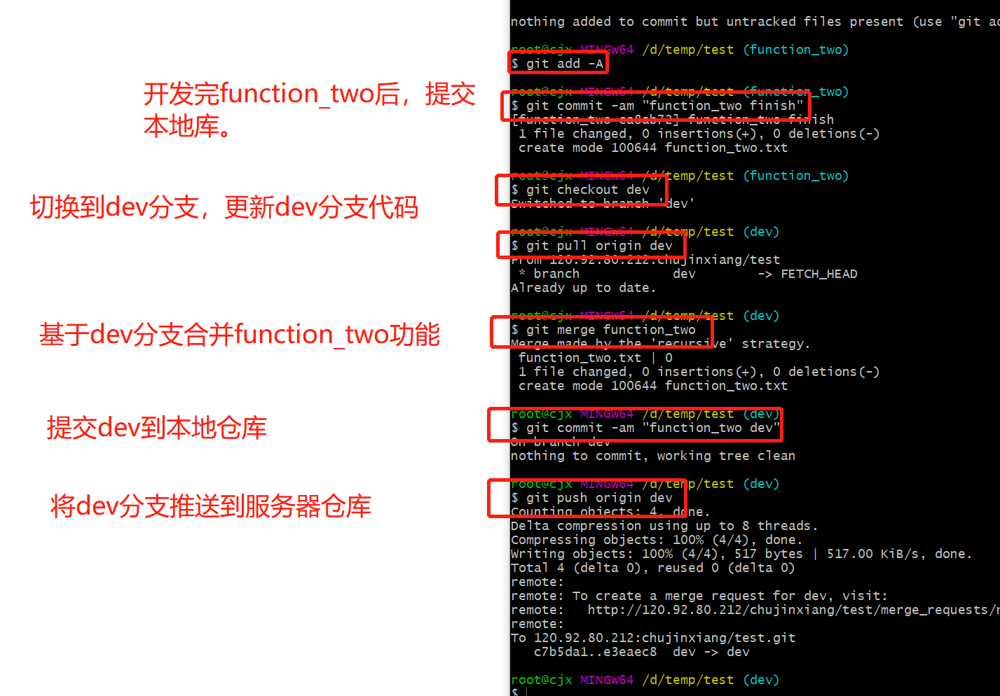 nothing added to commit but untracked files present (use "git ad
root@cjx MINGW64 /d/temp/test (function_two)
$ git add -A
开发完function_two后，提交
本地库。
root@cjx MINGW64 /d/temp/test (function_two)
$ git commit -am "function_two finish"
[function_two ca8ab72] function_two finish
1 file changed, 0 insertions(+), 0 deletions(-)
create mode 100644 function_two.txt
切换到dev分支，更新dev分支代码
root@cjx MINGW64 /d/temp/test (function_two)
$ git checkout dev
Switched to branch 'dev'
root@cjx MINGW64 /d/temp/test (dev)
$ git pull origin dev
From 120.92.80.212:chujinxiang/test
* branch dev -> FETCH_HEAD
Already up to date.
基于dev分支合并function_two功能
root@cjx MINGW64 /d/temp/test (dev)
$ git merge function_two
Merge made by the 'recursive' strategy.
function_two.txt | 0
1 file changed, 0 insertions(+), 0 deletions(-)
create mode 100644 function_two.txt
提交dev到本地仓库
root@cjx MINGW64 /d/temp/test (dev)
$ git commit -am "function_two dev"
On branch dev
nothing to commit, working tree clean
将dev分支推送到服务器仓库
root@cjx MINGW64 /d/temp/test (dev)
$ git push origin dev
Counting objects: 4, done.
Delta compression using up to 8 threads.
Compressing objects: 100% (4/4), done.
Writing objects: 100% (4/4), 517 bytes | 517.00 KiB/s, done.
Total 4 (delta 0), reused 0 (delta 0)
remote:
remote: To create a merge request for dev, visit:
remote: http://120.92.80.212/chujinxiang/test/merge_requests/n
remote:
To 120.92.80.212:chujinxiang/test.git
c7b5da1..e3eaec8 dev -> dev
root@cjx MINGW64 /d/temp/test (dev)
$